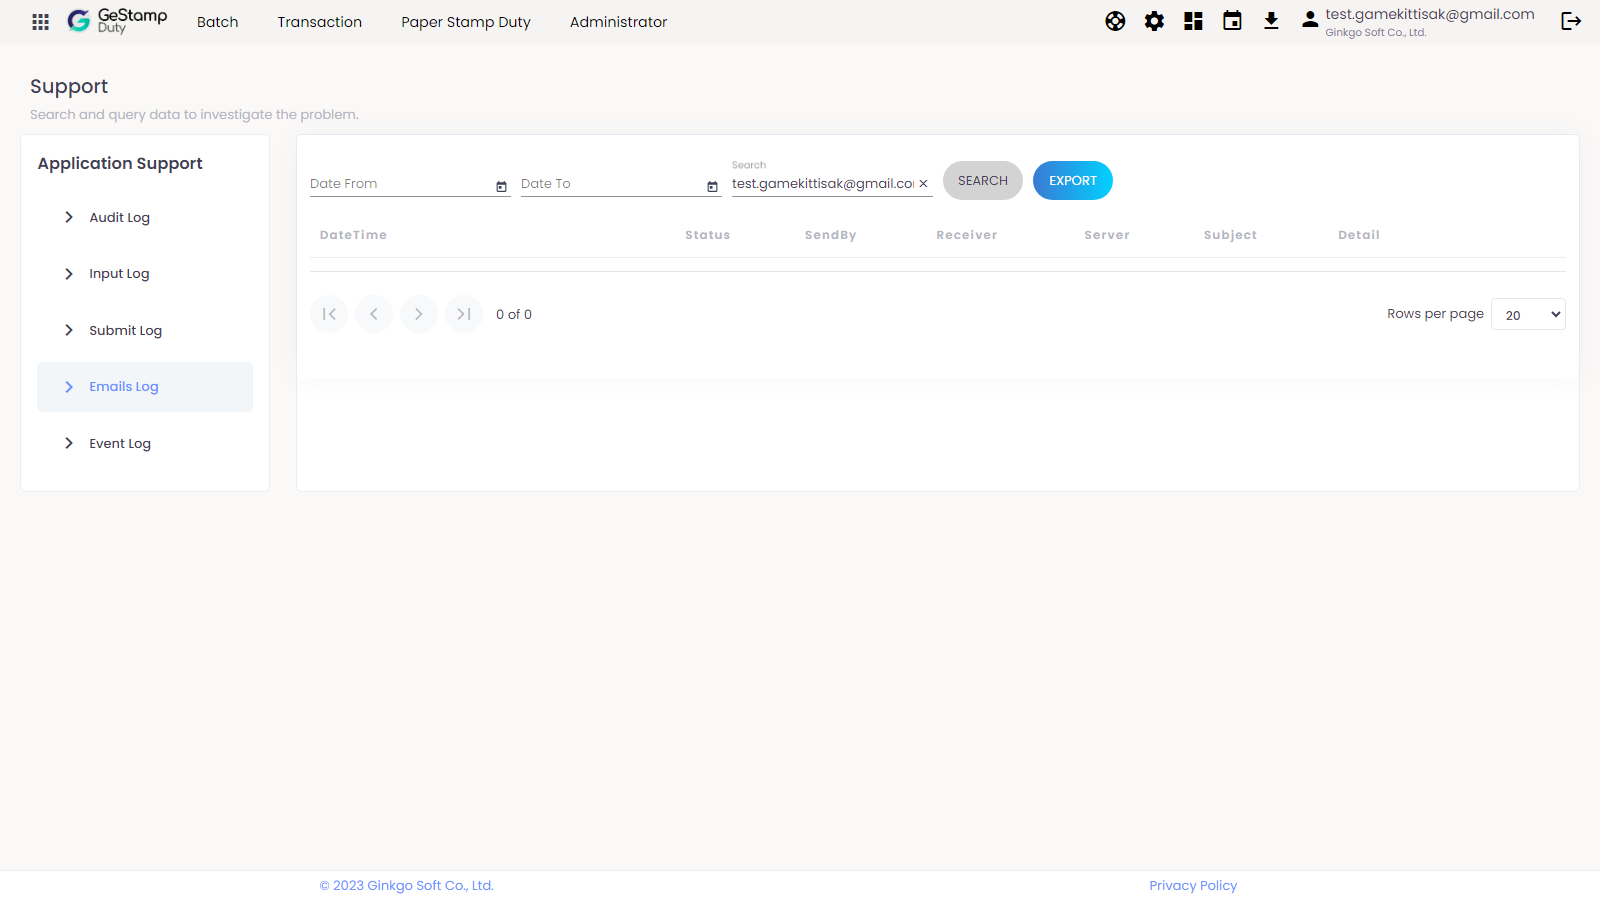 GeStamp
Duty
Batch
Transaction
Paper Stamp Duty
Administrator
test.gamekittisak@gmail.com
Ginkgo Soft Co., Ltd.
Support
Search and query data to investigate the problem.
Application Support
Audit Log
Input Log
Submit Log
Emails Log
Event Log
Date From
Date To
Search
test.gamekittisak@gmail.co
SEARCH
EXPORT
DateTime
Status
SendBy
Receiver
Server
Subject
Detail
0 of 0
Rows per page
20
© 2023 Ginkgo Soft Co., Ltd.
Privacy Policy